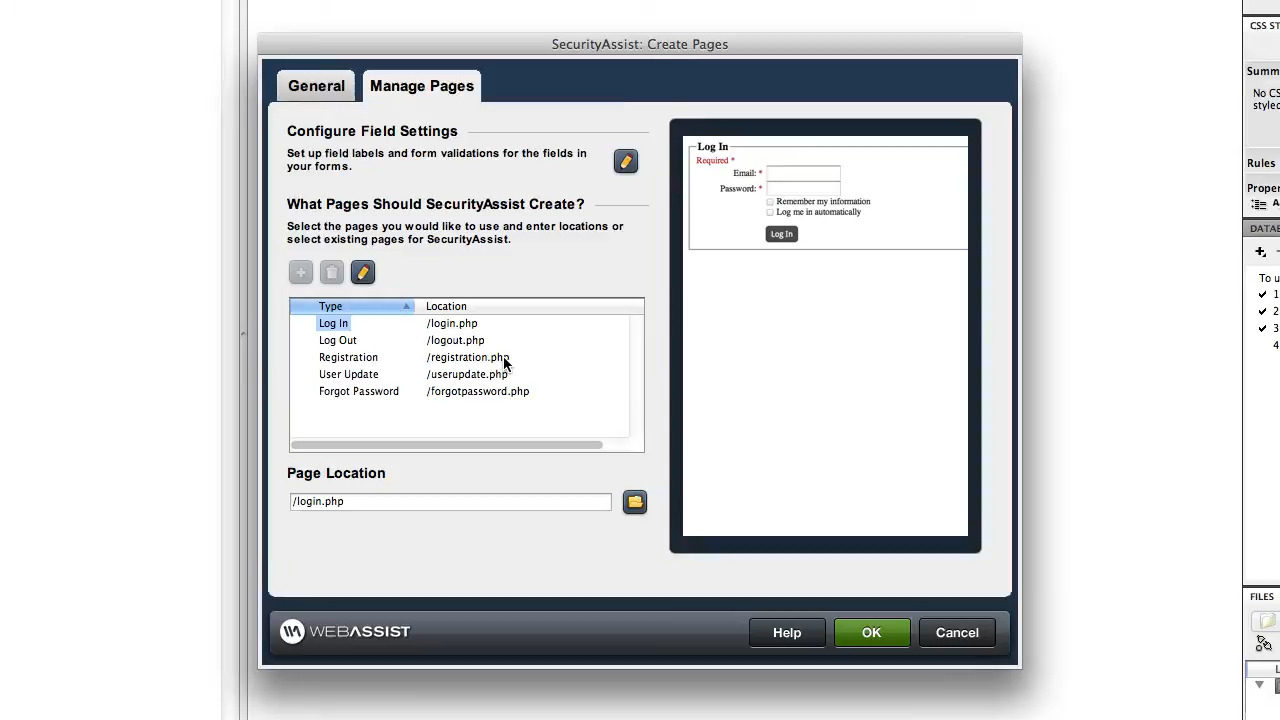 SecurityAssist: Create Pages
General
Manage Pages
Configure Field Settings
Set up field labels and form validations for the fields in
your forms.
What Pages Should SecurityAssist Create?
Select the pages you would like to use and enter locations or
select existing pages for SecurityAssist.
Type Location
Log In /login.php
Log Out /logout.php
Registration /registration.php
User Update /userupdate.php
Forgot Password /forgotpassword.php
Page Location
/login.php
Log In
Required *
Email: *
Password: *
Remember my information
Log me in automatically
Log In
WEBASSIST
Help
OK
Cancel
CSS ST
Summ
No CS
styled
Rules
Proper
DATAB
To u
1
2
3
4
FILES